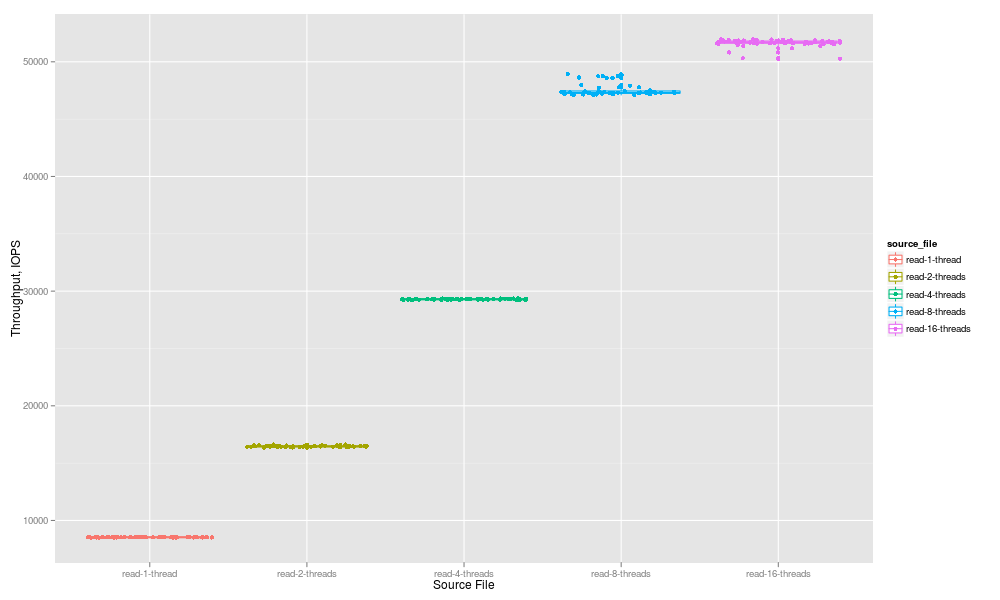 Throughput, IOPS
50000
40000
30000
20000
10000
read-1-thread
read-2-threads
read-4-threads
read-8-threads
read-16-threads
Source File
source_file
read-1-thread
read-2-threads
read-4-threads
read-8-threads
read-16-threads